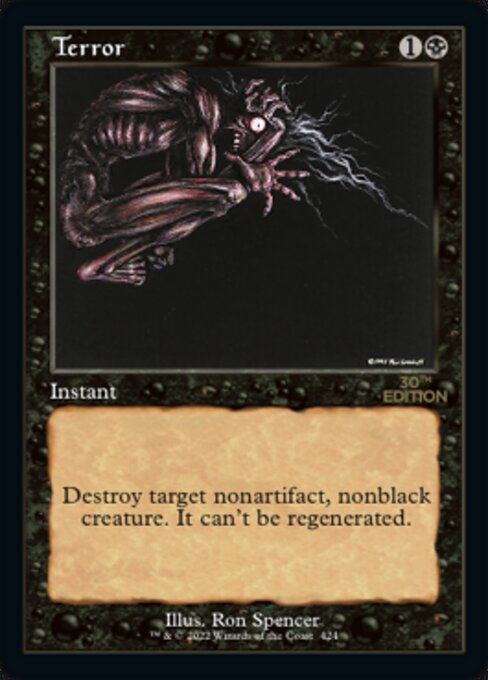 Terror 1
Instant
30TH
EDITION
Destroy target nonartifact, nonblack
creature. It can't be regenerated.
Illus. Ron Spencer
™ & © 2022 Wizards of the Coast 424